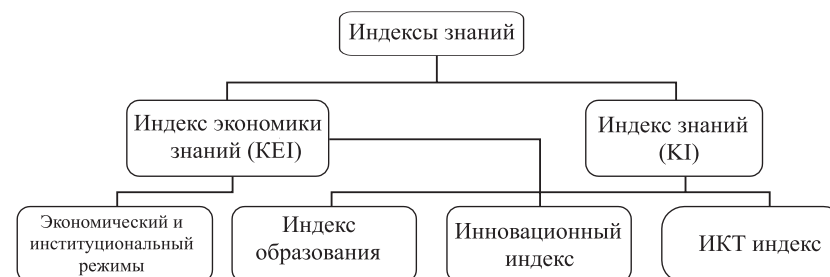 Индексы знаний
Индекс экономики
знаний (KEI)
Индекс знаний
(KI)
Экономический и
институциональный
режимы
Индекс
образования
Инновационный
индекс
ИКТ индекс